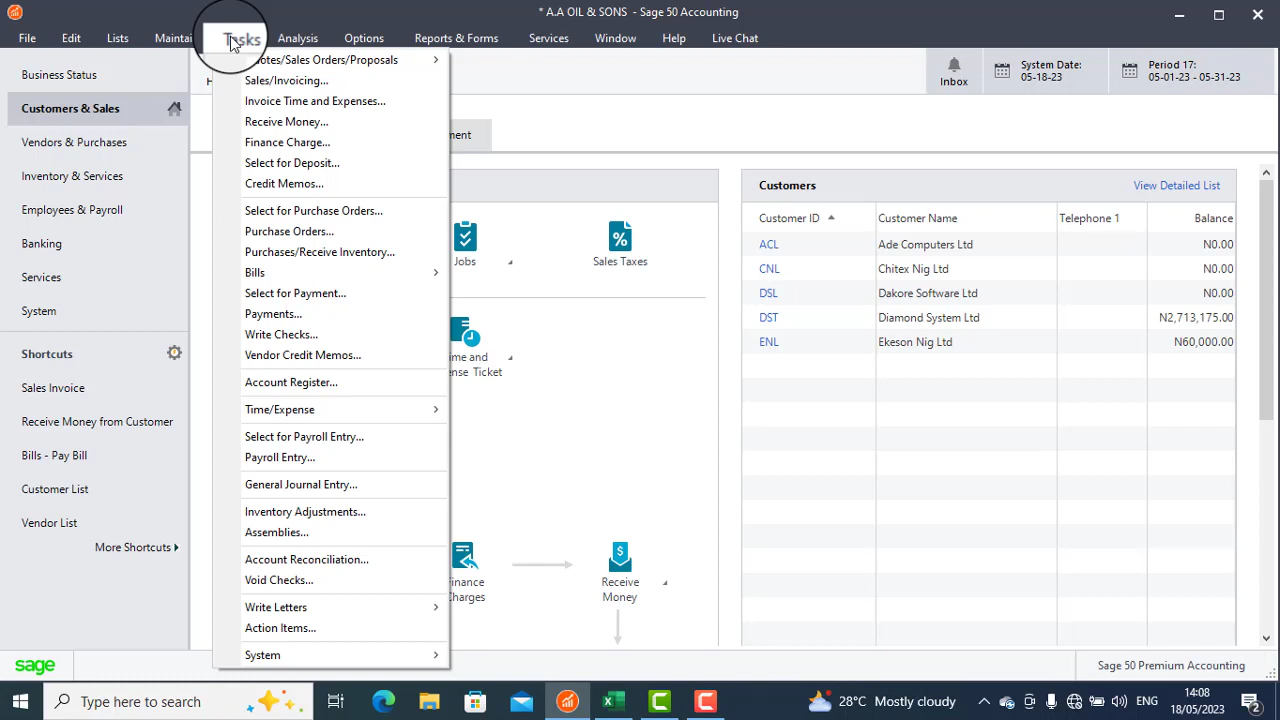 * A.A OIL & SONS - Sage 50 Accounting
File Edit Lists Tasks Analysis Options Reports & Forms Services Window Help Live Chat
Business Status
Customers & Sales
Vendors & Purchases
Inventory & Services
Employees & Payroll
Banking
Services
System
Shortcuts
Sales Invoice
Receive Money from Customer
Bills - Pay Bill
Customer List
Vendor List
More Shortcuts
Sales/Invoicing...
Invoice Time and Expenses...
Receive Money...
Finance Charge...
Select for Deposit...
Credit Memos...
Select for Purchase Orders...
Purchase Orders...
Purchases/Receive Inventory...
Bills
Select for Payment...
Payments...
Write Checks...
Vendor Credit Memos...
Account Register...
Time/Expense
Select for Payroll Entry...
Payroll Entry...
General Journal Entry...
Inventory Adjustments...
Assemblies...
Account Reconciliation...
Void Checks...
Write Letters
Action Items...
System
Inbox
System Date:
05-18-23
Period 17:
05-01-23 - 05-31-23
Jobs
Sales Taxes
Ticket
Charges
Receive
Money
Customers View Detailed List
Customer ID Customer Name Telephone 1 Balance
ACL Ade Computers Ltd N0.00
CNL Chitex Nig Ltd N0.00
DSL Dakore Software Ltd N0.00
DST Diamond System Ltd N2,713,175.00
ENL Ekeson Nig Ltd N60,000.00
sage
Sage 50 Premium Accounting
Type here to search
28°C Mostly cloudy
ENG
14:08
18/05/2023
2